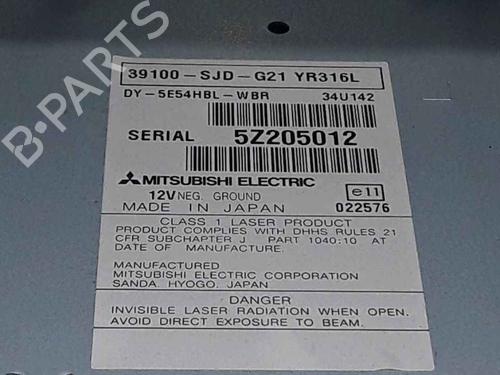 39100-SJD-G21 YR316L
DY-5E54HBL-WBR 34U142
SERIAL 5Z205012
MITSUBISHI ELECTRIC
12V NEG. GROUND
e11
MADE IN JAPAN 022576
CLASS 1 LASER PRODUCT
PRODUCT COMPLIES WITH DHHS RULES 21
CFR SUBCHAPTER J PART 1040:10 AT
DATE OF MANUFACTURE.
MANUFACTURED
MITSUBISHI ELECTRIC CORPORATION
SANDA, HYOGO, JAPAN
DANGER
INVISIBLE LASER RADIATION WHEN OPEN.
AVOID DIRECT EXPOSURE TO BEAM.
B-PARTS